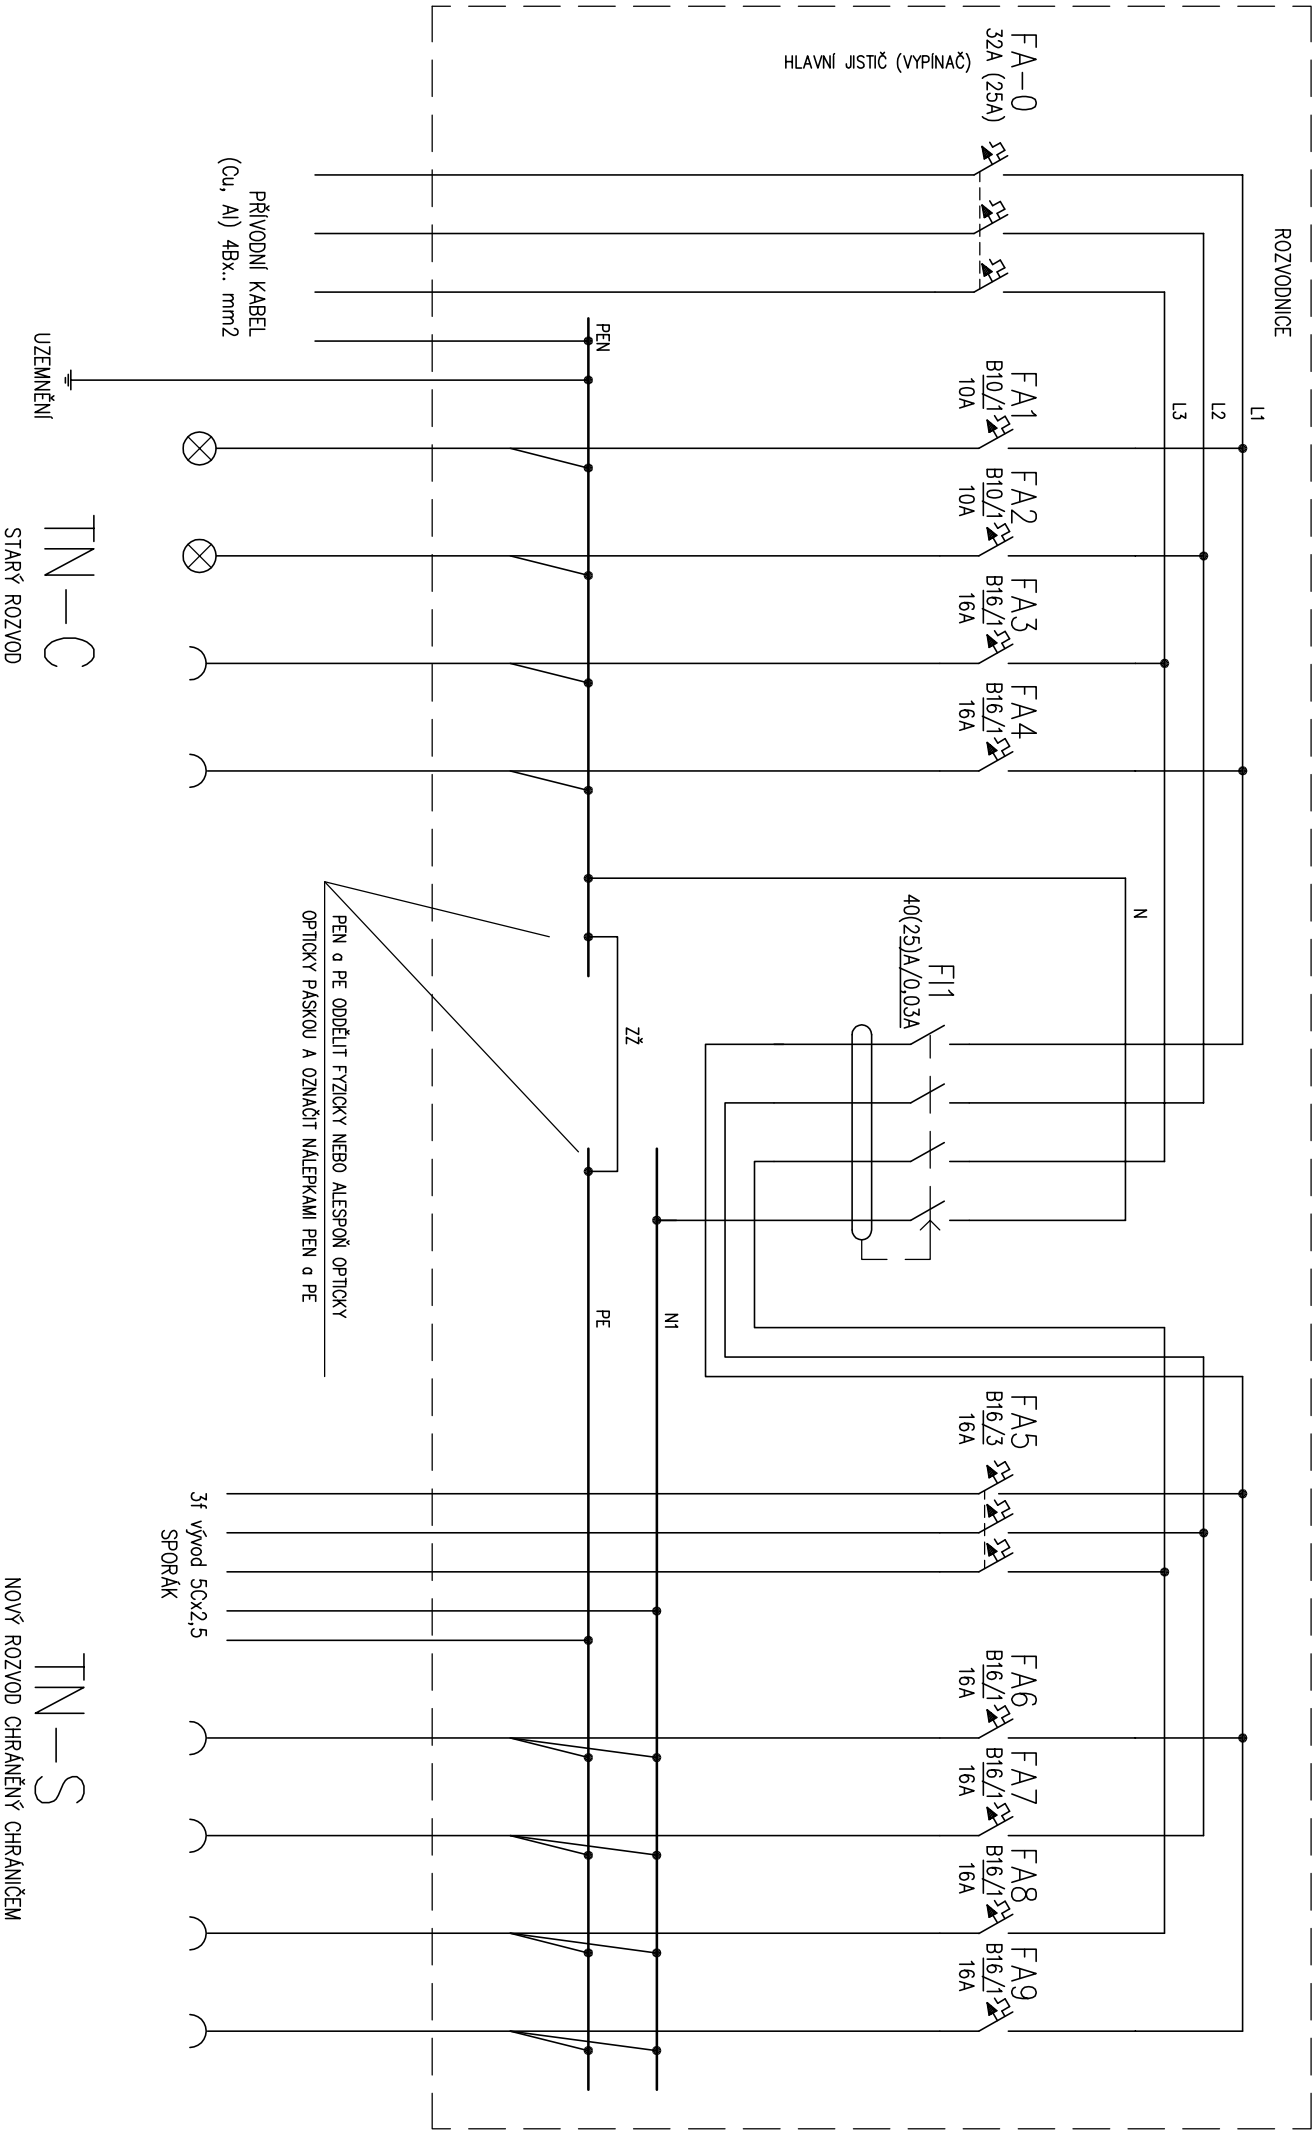 ROZVODNICE
FA-0
32A (25A)
HLAVNÍ JISTIČ (VYPÍNAČ)
L1
L2
L3
PŘÍVODNÍ KABEL
(Cu, Al) 4Bx.. mm2
UZEMNĚNÍ
PEN
FA1
B10/1
10A
FA2
B10/1
10A
FA3
B16/1
16A
FA4
B16/1
16A
TN-C
STARÝ ROZVOD
N
FI1
40(25)A/0,03A
ZŽ
PEN a PE ODDĚLIT FYZICKY NEBO ALESPOŇ OPTICKY
OPTICKY PÁSKOU A OZNAČIT NÁLEPKAMI PEN a PE
N1
PE
FA5
B16/3
16A
3f vývod 5Cx2,5
SPORÁK
FA6
B16/1
16A
FA7
B16/1
16A
FA8
B16/1
16A
FA9
B16/1
16A
TN-S
NOVÝ ROZVOD CHRÁNĚNÝ CHRÁNIČEM